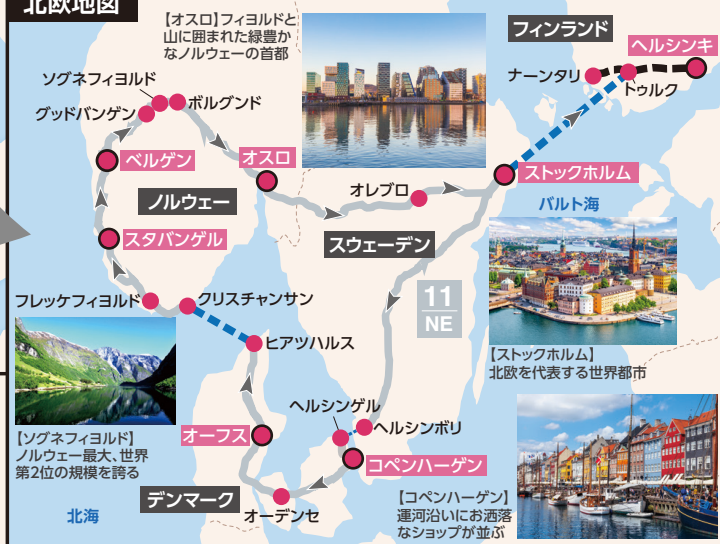 北欧地図
【オスロ】フィヨルドと
山に囲まれた緑豊か
なノルウェーの首都
フィンランド
ヘルシンキ
ナーンタリ
トゥルク
ソグネフィヨルド
グッドバンゲン
ボルグンド
ベルゲン
オスロ
ストックホルム
オレブロ
ノルウェー
バルト海
スタバンゲル
スウェーデン
フレッケフィヨルド
クリスチャンサン
11
NE
ヒアツハルス
【ストックホルム】
北欧を代表する世界都市
ヘルシンゲル
ヘルシンボリ
【ソグネフィヨルド】
ノルウェー最大、世界
第2位の規模を誇る
オーフス
コペンハーゲン
デンマーク
オーデンセ
北海
【コペンハーゲン】
運河沿いにお洒落
なショップが並ぶ